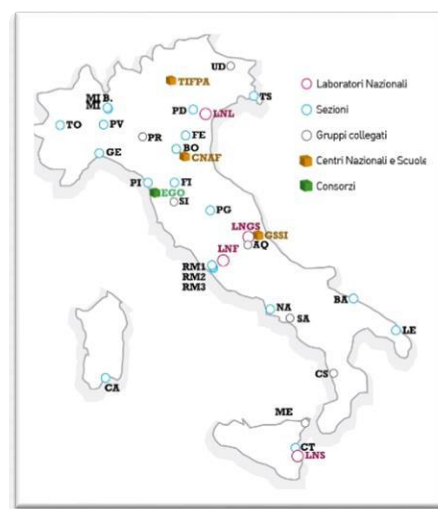 UD
TIFPA
TS
MI B.
MI
PD
LNL
TO
PV
PR
FE
BO
GE
CNAF
PI
FI
EGO
SI
PG
LNGS
GSSI
AQ
LNF
RM1
RM2
RM3
NA
SA
BA
LE
CA
CS
ME
CT
LNS
Laboratori Nazionali
Sezioni
Gruppi collegati
Centri Nazionali e Scuole
Consorzi